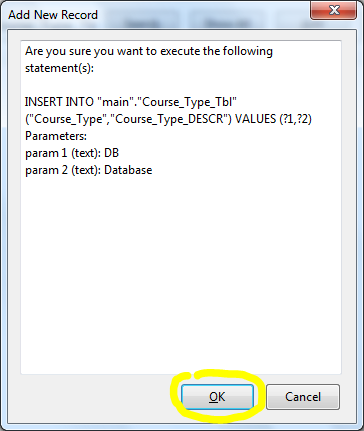 Add New Record
Are you sure you want to execute the following
statement(s):
INSERT INTO "main"."Course_Type_Tbl"
("Course_Type","Course_Type_DESCR") VALUES (?1,?2)
Parameters:
param 1 (text): DB
param 2 (text): Database
OK
Cancel